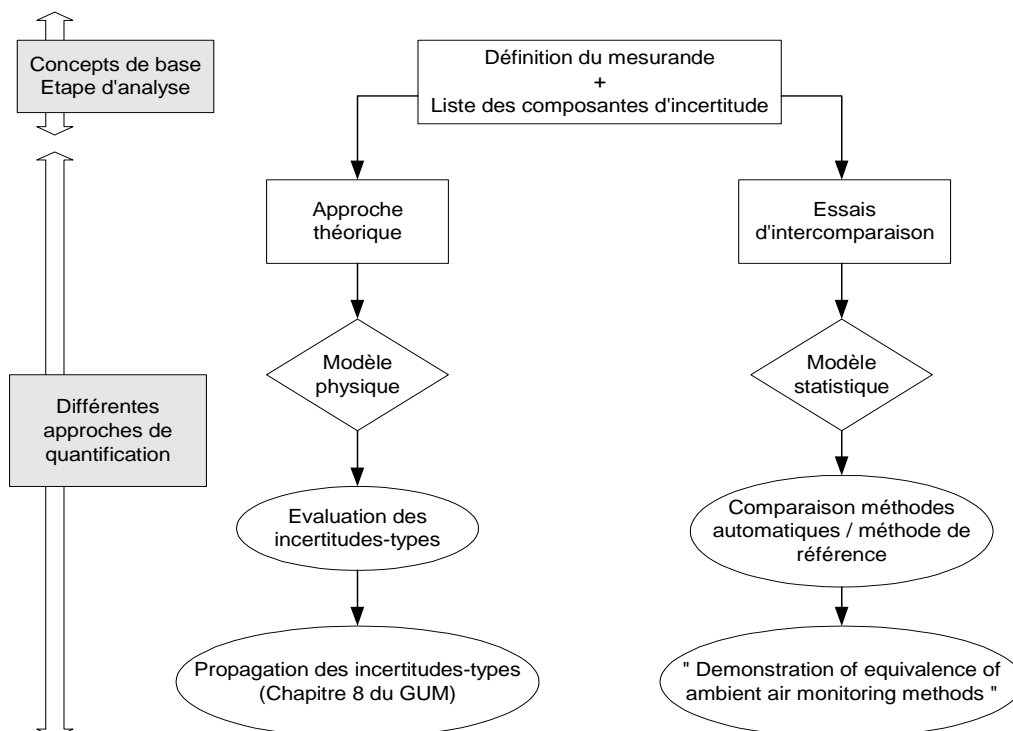 Concepts de base
Etape d'analyse
Définition du mesurande
+
Liste des composantes d'incertitude
Approche
théorique
Essais
d'intercomparaison
Modèle
physique
Modèle
statistique
Différentes
approches de
quantification
Evaluation des
incertitudes-types
Comparaison méthodes
automatiques / méthode de
référence
Propagation des incertitudes-types
(Chapitre 8 du GUM)
" Demonstration of equivalence of
ambient air monitoring methods "